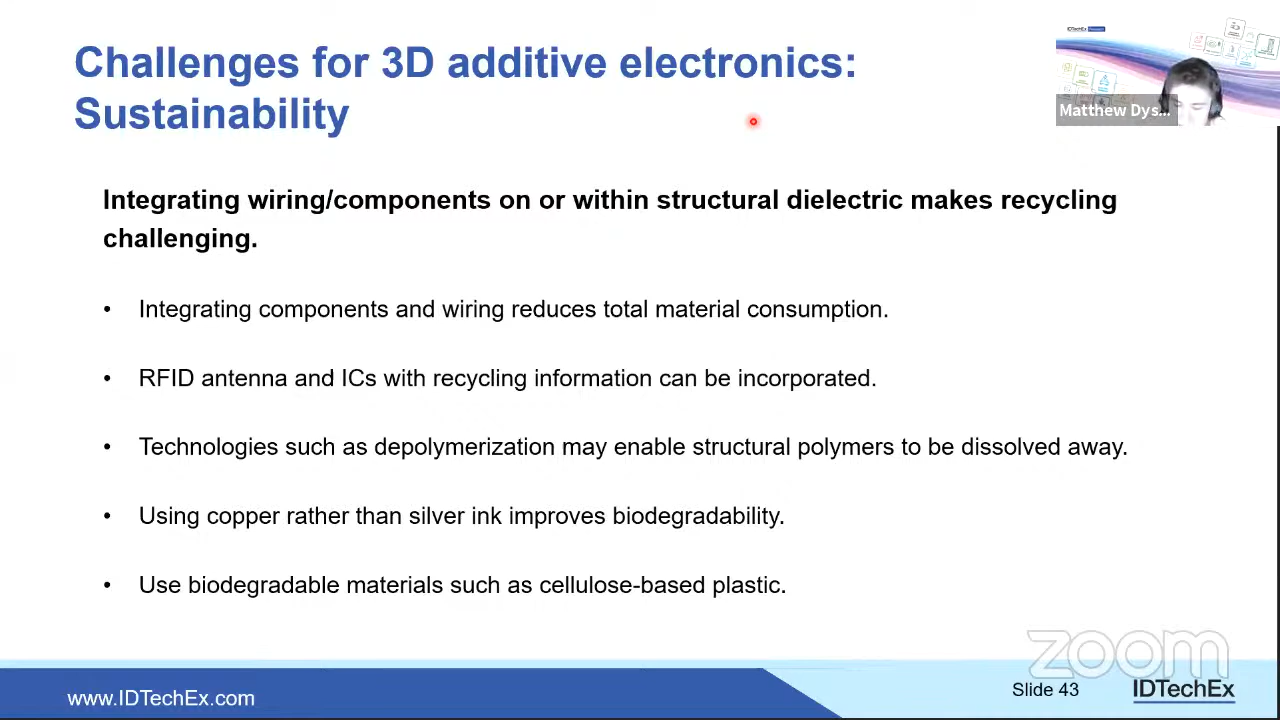 Challenges for 3D additive electronics:
Sustainability
IDTechEx
Matthew Dys...
Integrating wiring/components on or within structural dielectric makes recycling
challenging.
• Integrating components and wiring reduces total material consumption.
• RFID antenna and ICs with recycling information can be incorporated.
• Technologies such as depolymerization may enable structural polymers to be dissolved away.
• Using copper rather than silver ink improves biodegradability.
• Use biodegradable materials such as cellulose-based plastic.
zoom
www.IDTechEx.com
Slide 43
IDTechEx